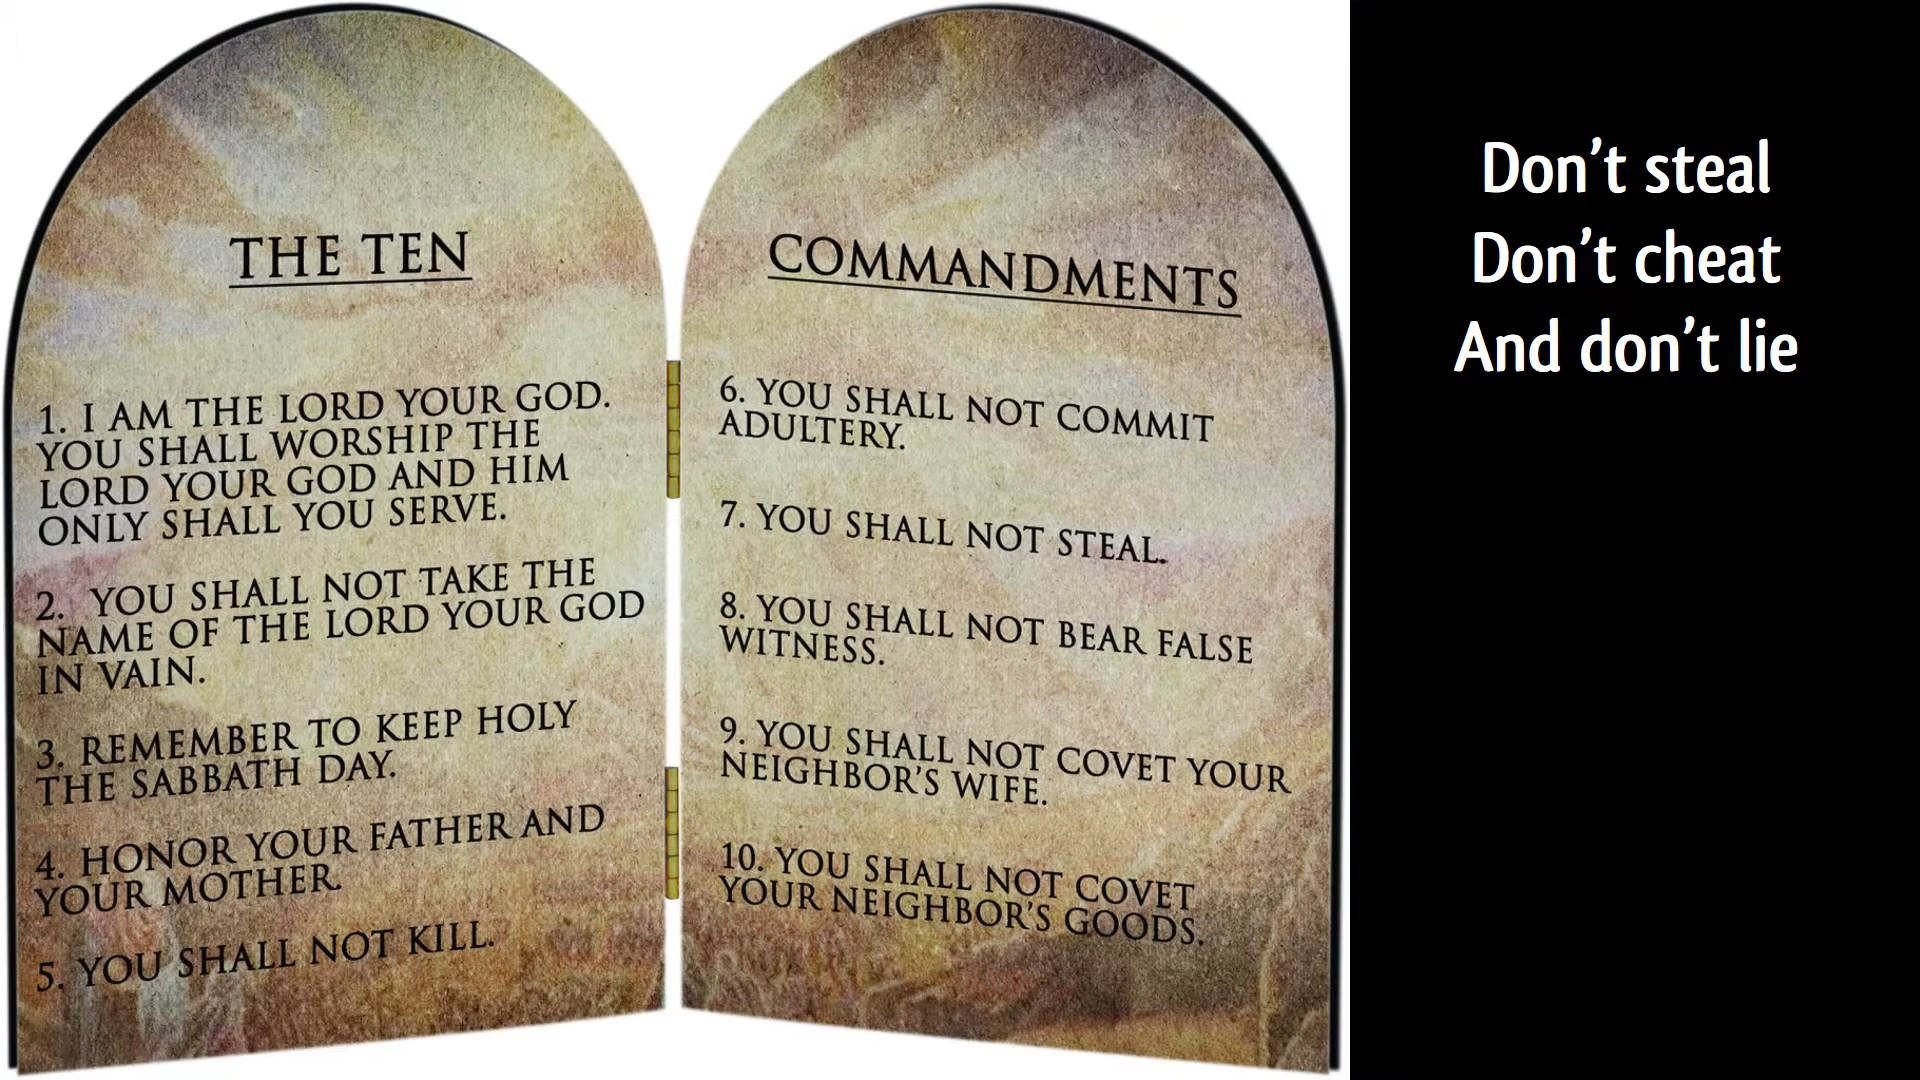 THE TEN
1. I AM THE LORD YOUR GOD.
YOU SHALL WORSHIP THE
LORD YOUR GOD AND HIM
ONLY SHALL YOU SERVE.
2. YOU SHALL NOT TAKE THE
NAME OF THE LORD YOUR GOD
IN VAIN.
3. REMEMBER TO KEEP HOLY
THE SABBATH DAY.
4. HONOR YOUR FATHER AND
YOUR MOTHER.
5. YOU SHALL NOT KILL.
COMMANDMENTS
6. YOU SHALL NOT COMMIT
ADULTERY.
7. YOU SHALL NOT STEAL.
8. YOU SHALL NOT BEAR FALSE
WITNESS.
9. YOU SHALL NOT COVET YOUR
NEIGHBOR'S WIFE.
10. YOU SHALL NOT COVET
YOUR NEIGHBOR'S GOODS.
Don't steal
Don't cheat
And don't lie